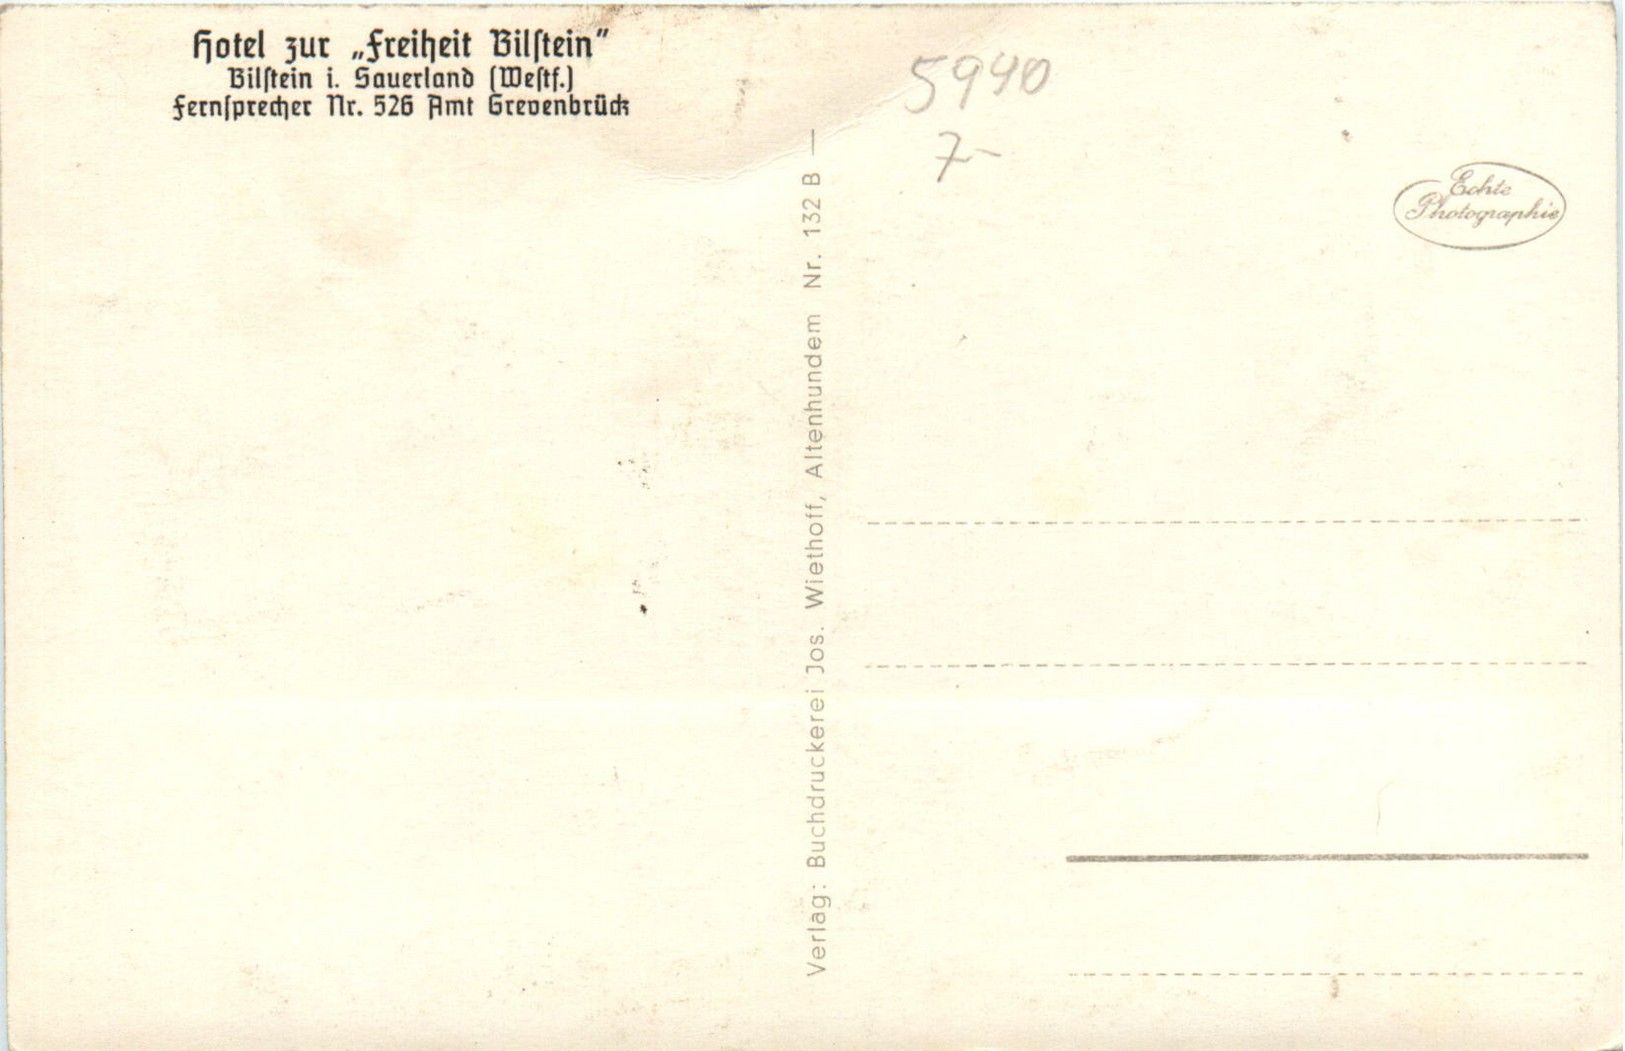 Hotel zur „Freiheit Bilstein"
Bilstein i. Sauerland (Westf.)
Fernsprecher Nr. 526 Amt Grevenbrück
5940
7-
Echte
Photographie
Verlag: Buchdruckerei Jos. Wiethoff, Altenhundem Nr. 132 B —